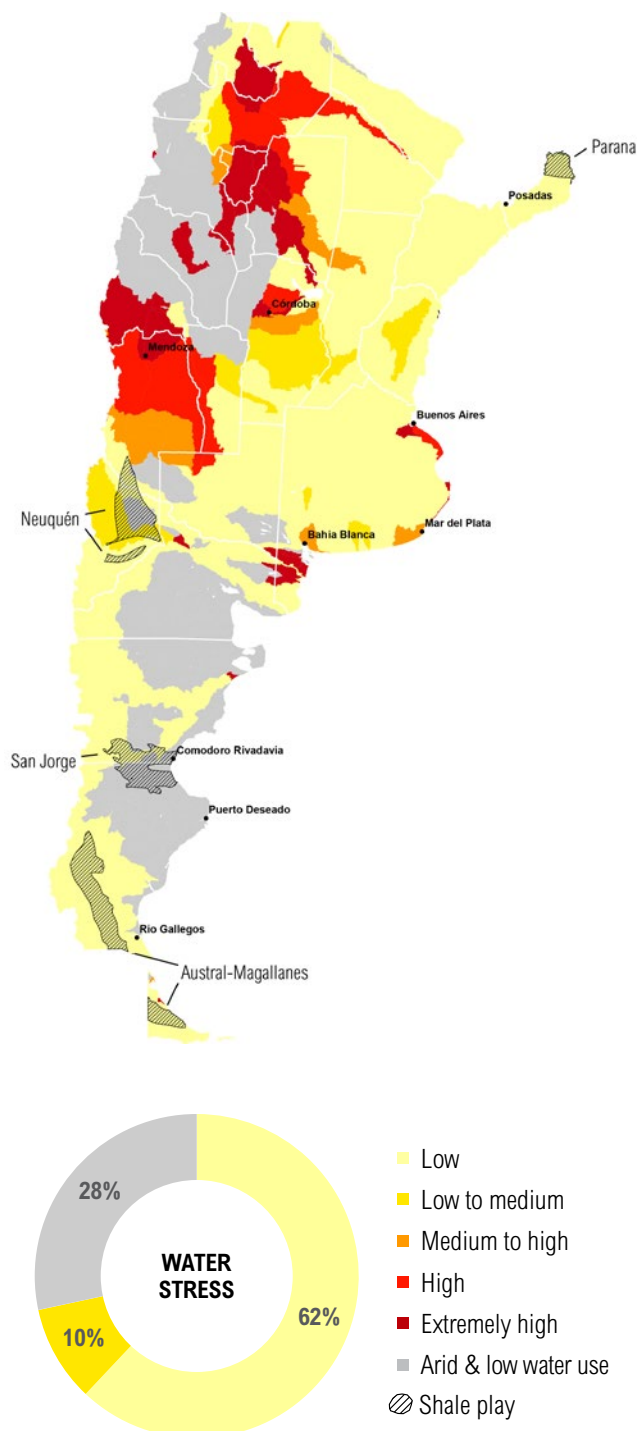 Parana
Posadas
Córdoba
Mendoza
Buenos Aires
Neuquén
Bahia Blanca
Mar del Plata
San Jorge
Comodoro Rivadavia
Puerto Deseado
Río Gallegos
Austral-Magallanes
28%
WATER
STRESS
10%
62%
Low
Low to medium
Medium to high
High
Extremely high
Arid & low water use
Shale play